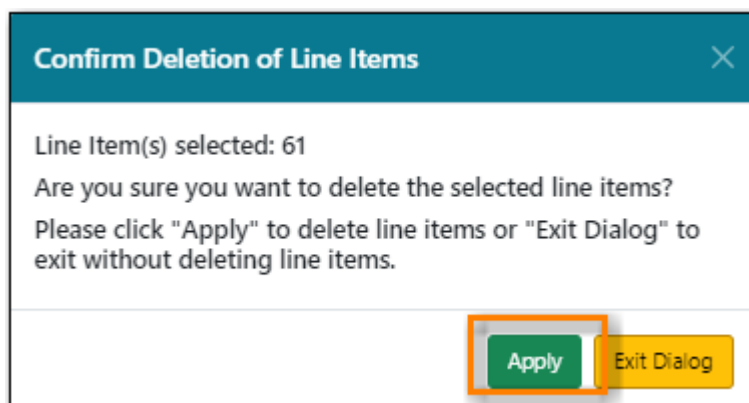 Confirm Deletion of Line Items
Line Item(s) selected: 61
Are you sure you want to delete the selected line items?
Please click "Apply" to delete line items or "Exit Dialog" to
exit without deleting line items.
Apply
Exit Dialog